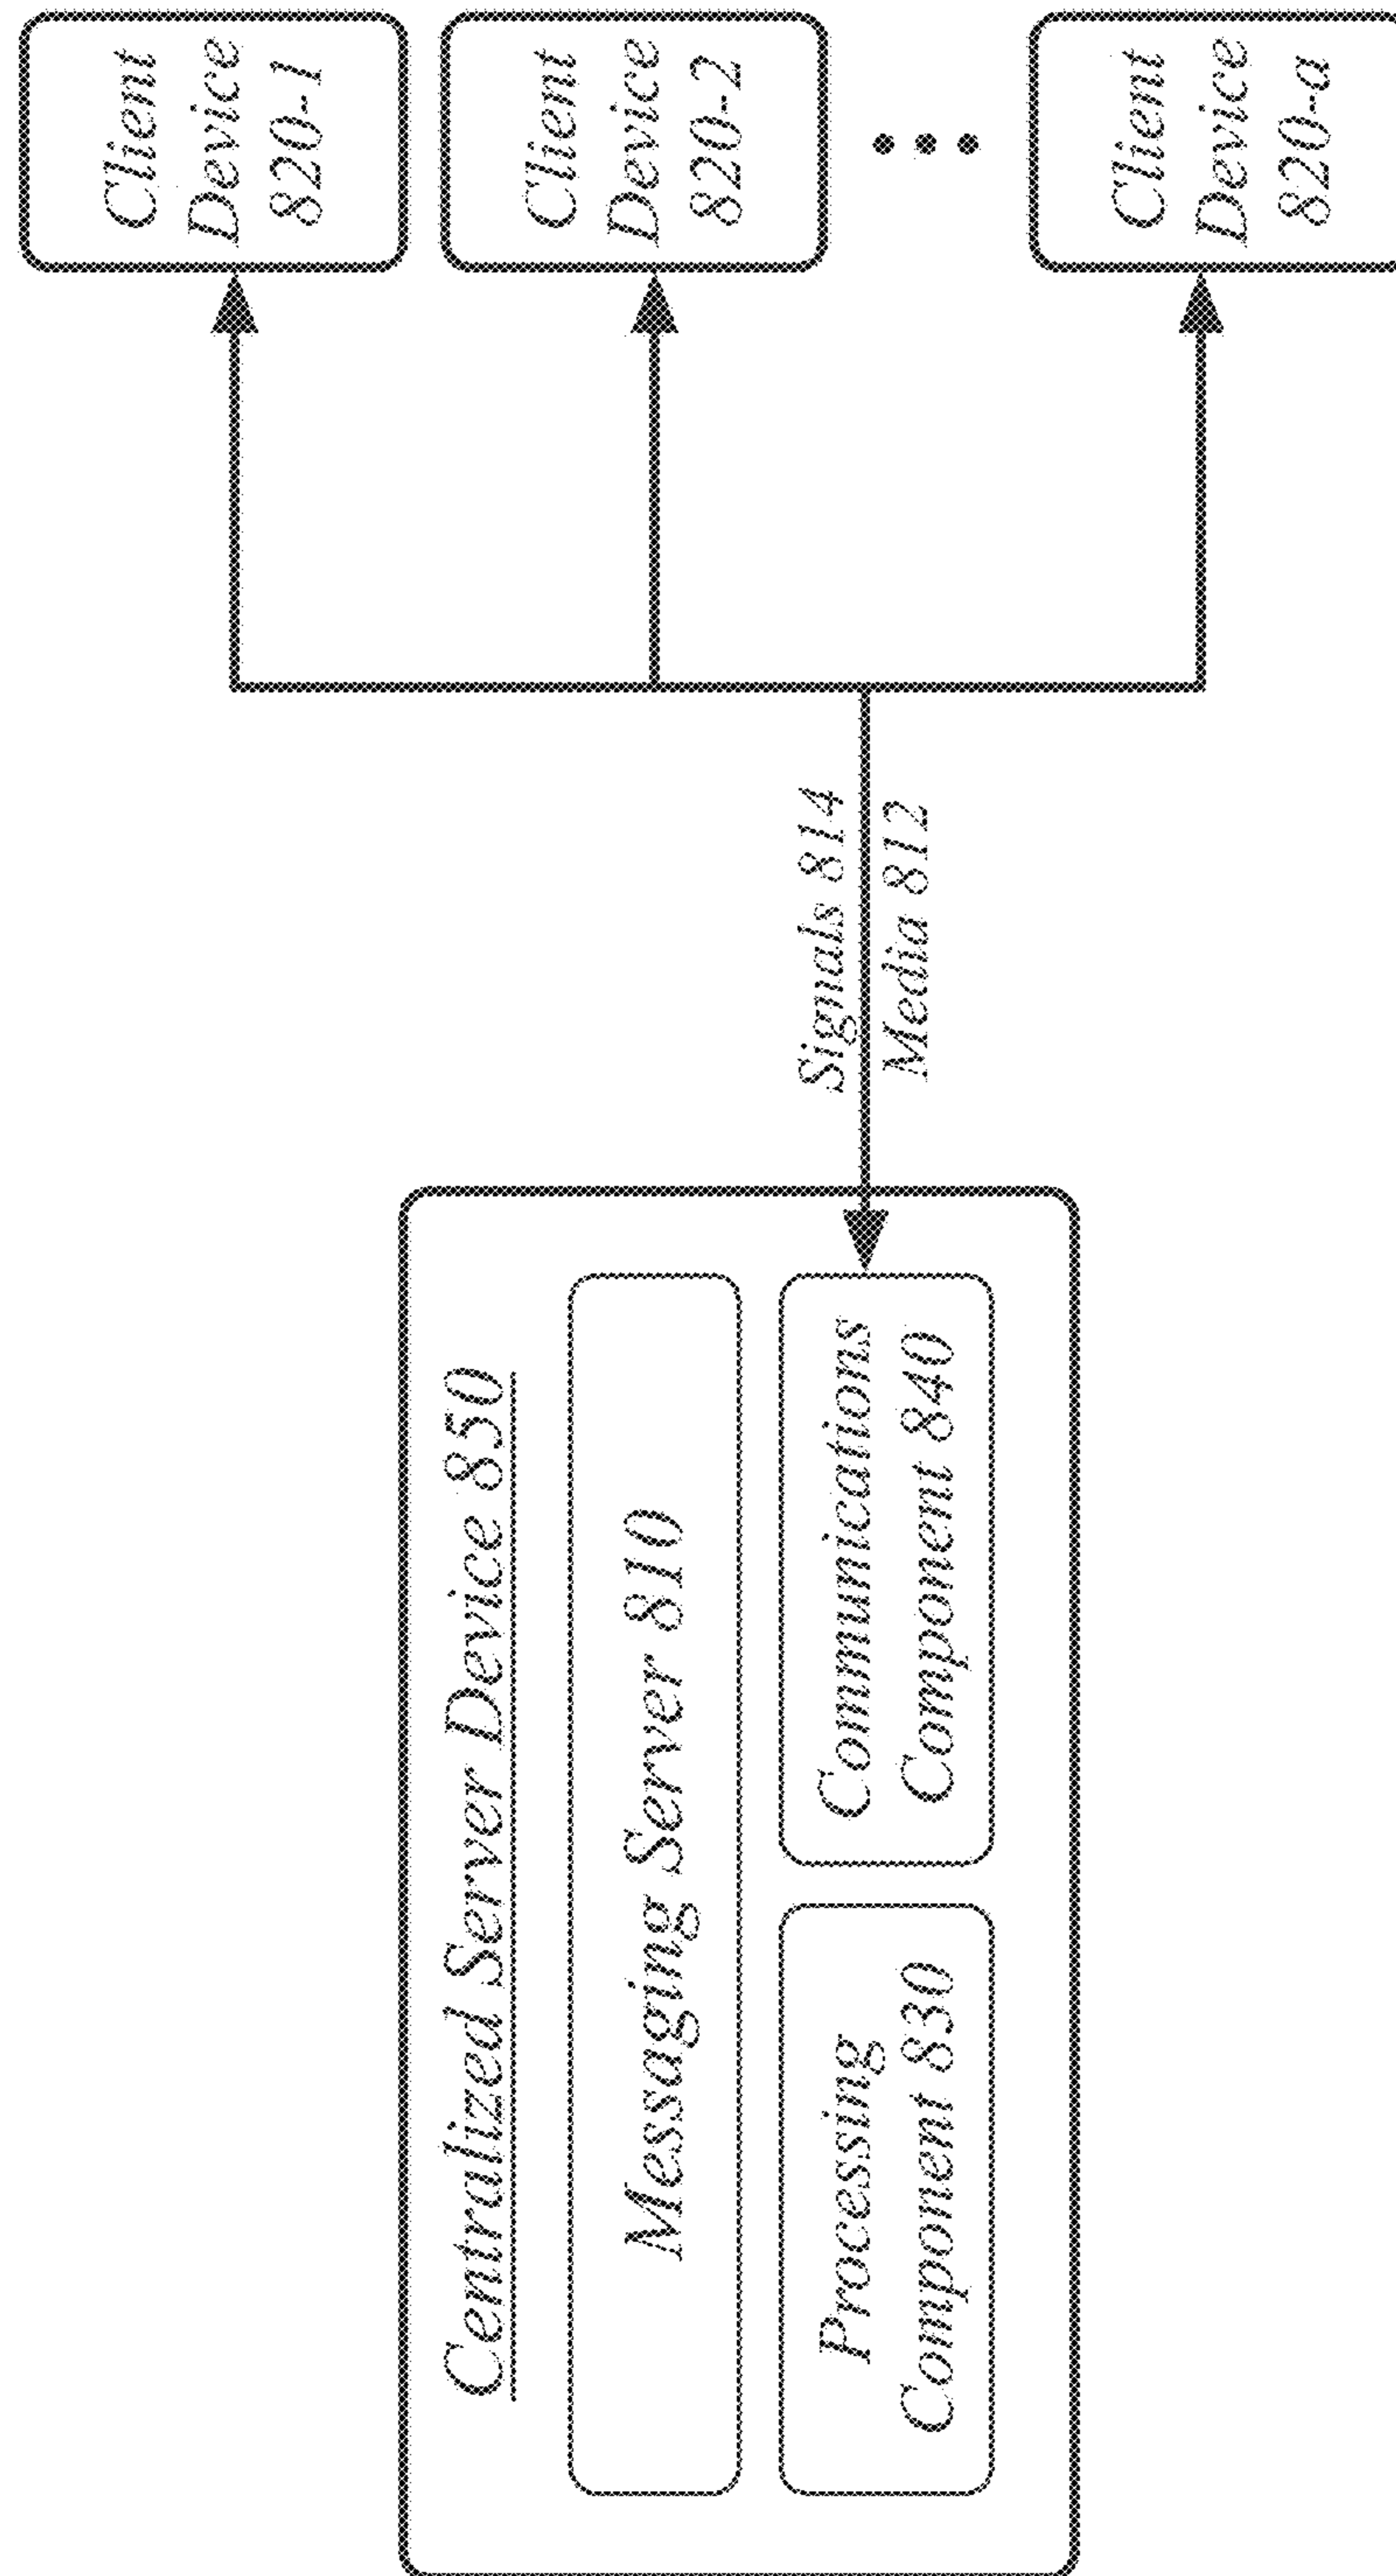 Centralized Server Device 850
Messaging Server 810
Processing
Component 830
Communications
Component 840
Signals 814
Media 812
Client
Device
820-1
Client
Device
820-2
Client
Device
820-a